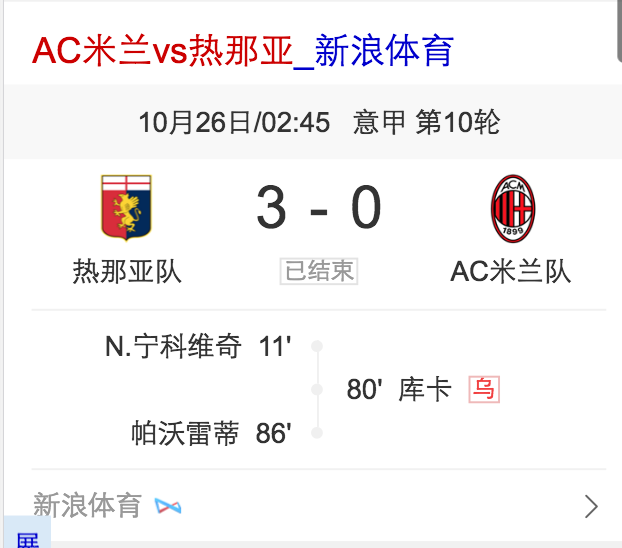 AC米兰vs热那亚_新浪体育
10月26日/02:45 意甲 第10轮
3 - 0
ACM
1899
热那亚队 已结束 AC米兰队
N.宁科维奇 11'
80' 库卡 乌
帕沃雷蒂 86'
新浪体育
展